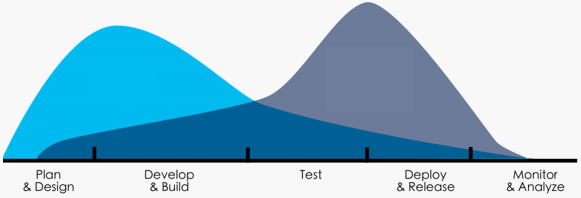 Plan
& Design
Develop
& Build
Test
Deploy
& Release
Monitor
& Analyze